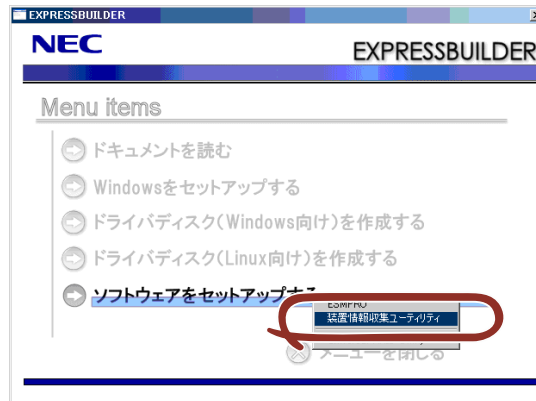 EXPRESSBUILDER
NEC
EXPRESSBUILDER
Menu items
ドキュメントを読む
Windowsをセットアップする
ドライバディスク(Windows向け)を作成する
ドライバディスク(Linux向け)を作成する
ソフトウェアをセットアップする
ESMPRO
装置情報収集ユーティリティ
メニューを閉じる